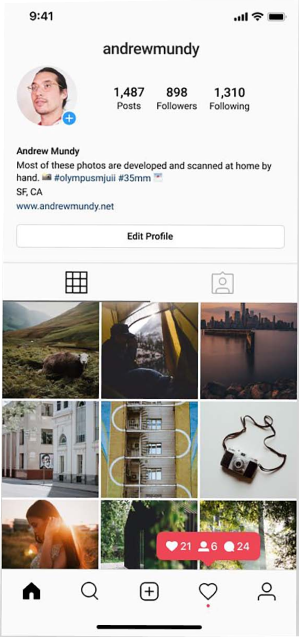 9:41
andrewmundy
1,487 898 1,310
Posts Followers Following
Andrew Mundy
Most of these photos are developed and scanned at home by
hand. 📷 #olympusmjuii #35mm
SF, CA
www.andrewmundy.net
Edit Profile
21 6 24